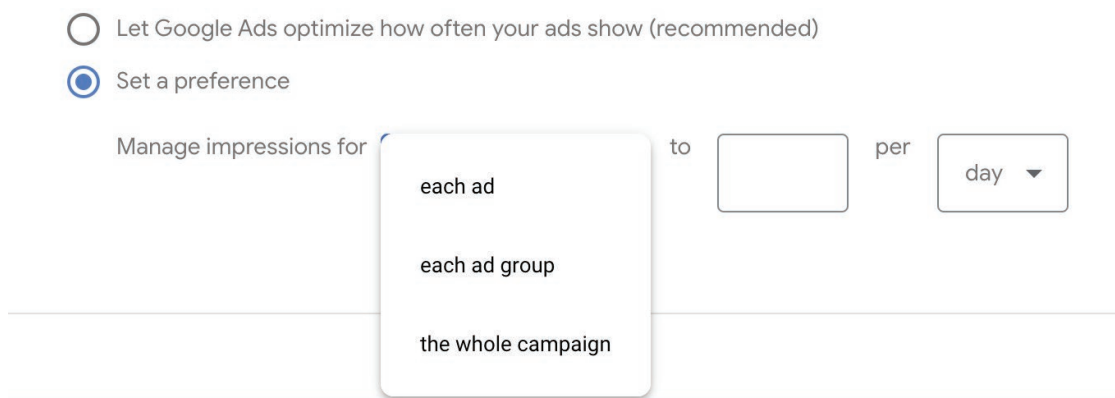 Let Google Ads optimize how often your ads show (recommended)
Set a preference
Manage impressions for to per day
each ad
each ad group
the whole campaign